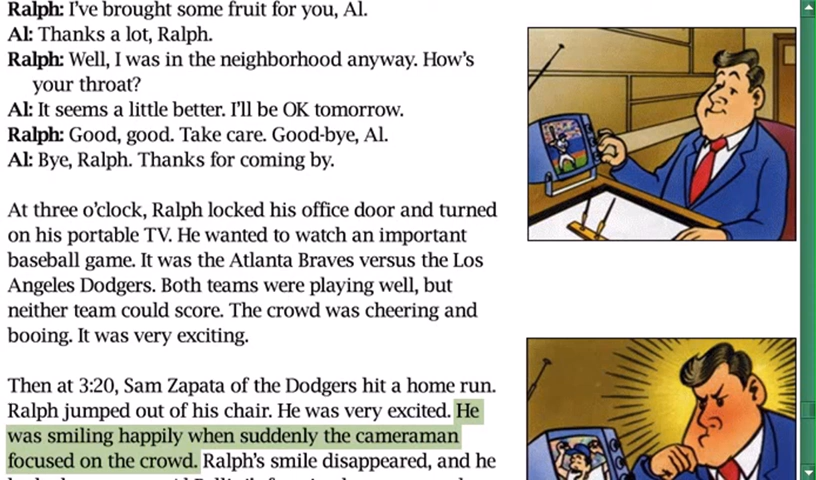 Ralph: I've brought some fruit for you, Al.
Al: Thanks a lot, Ralph.
Ralph: Well, I was in the neighborhood anyway. How's
your throat?
Al: It seems a little better. I'll be OK tomorrow.
Ralph: Good, good. Take care. Good-bye, Al.
Al: Bye, Ralph. Thanks for coming by.
At three o'clock, Ralph locked his office door and turned
on his portable TV. He wanted to watch an important
baseball game. It was the Atlanta Braves versus the Los
Angeles Dodgers. Both teams were playing well, but
neither team could score. The crowd was cheering and
booing. It was very exciting.
Then at 3:20, Sam Zapata of the Dodgers hit a home run.
Ralph jumped out of his chair. He was very excited. He
was smiling happily when suddenly the cameraman
focused on the crowd. Ralph's smile disappeared, and he